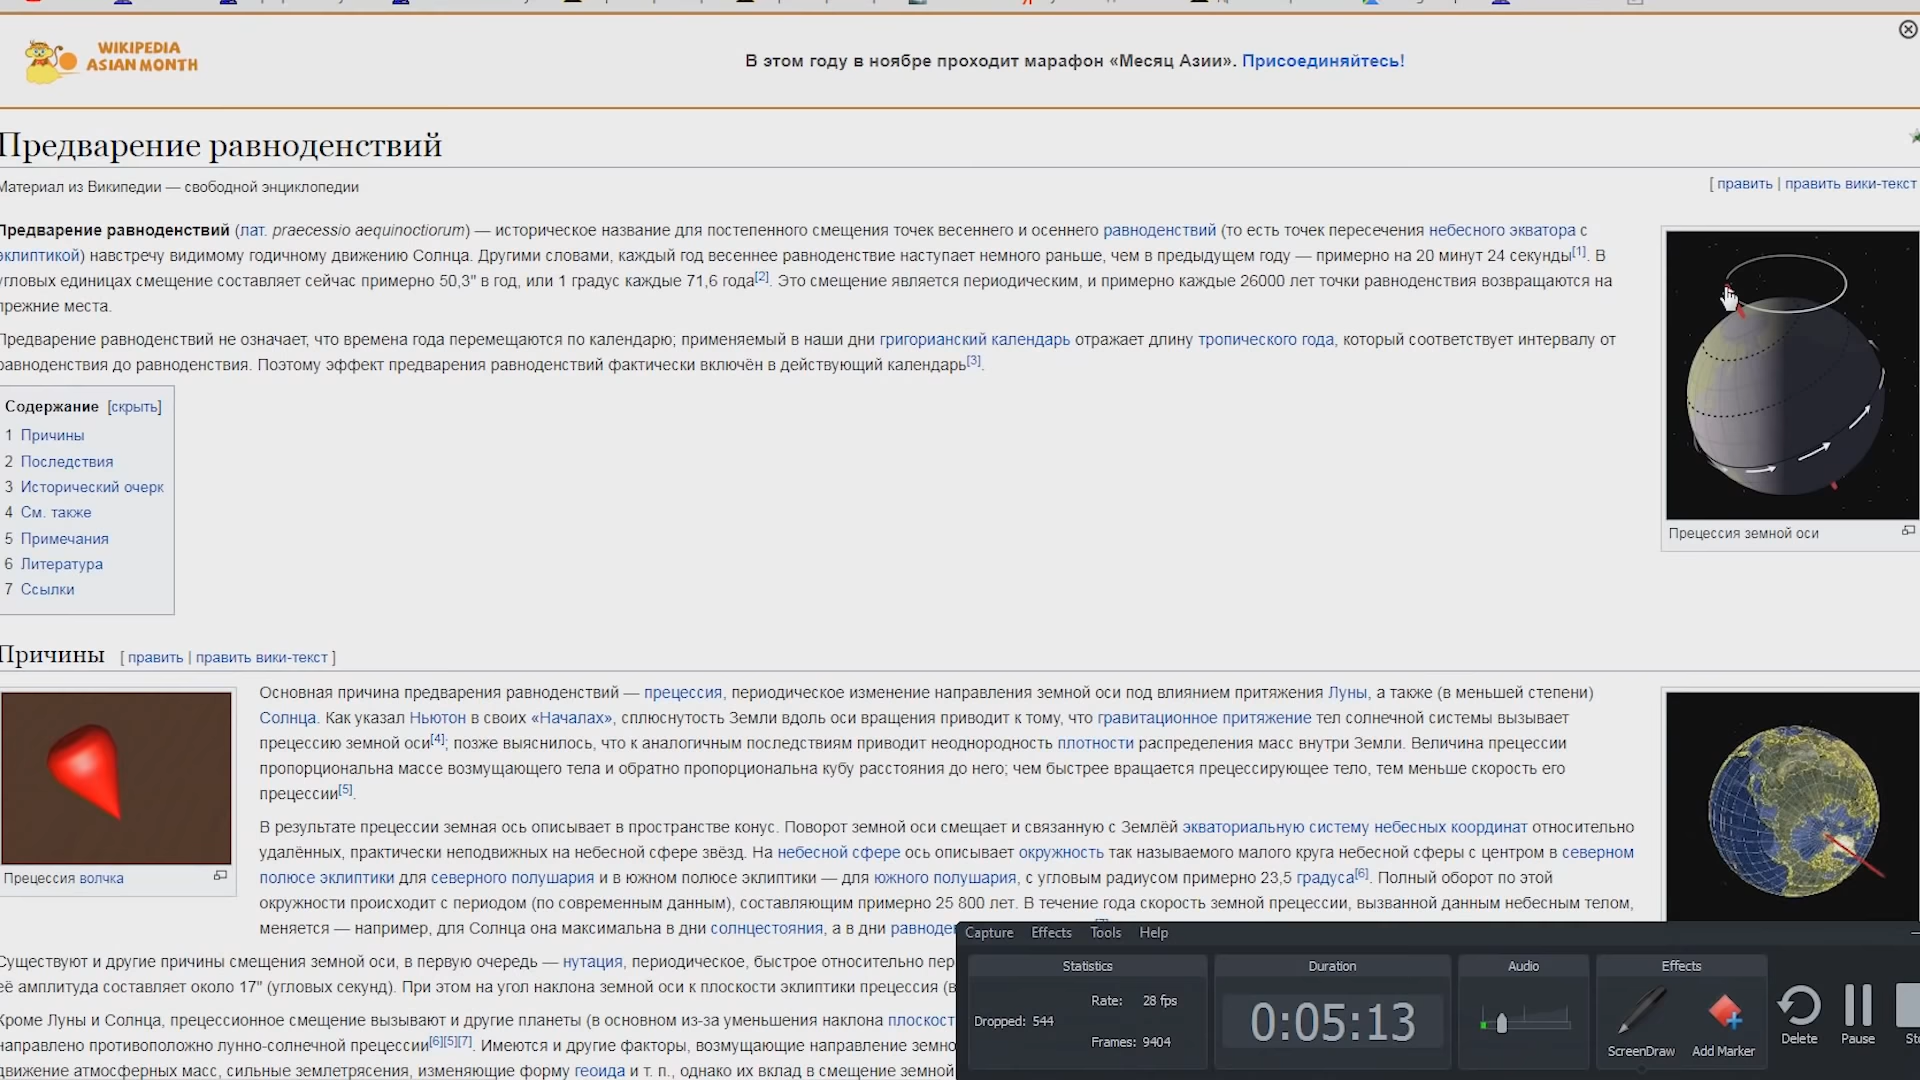 WIKIPEDIA
ASIAN MONTH
В этом году в ноябре проходит марафон «Месяц Азии». Присоединяйтесь!
Предварение равноденствий
Материал из Википедии — свободной энциклопедии
[ править | править вики-текст
Предварение равноденствий (лат. praecessio aequinoctiorum) — историческое название для постепенного смещения точек весеннего и осеннего равноденствий (то есть точек пересечения небесного экватора с
эклиптикой) навстречу видимому годичному движению Солнца. Другими словами, каждый год весеннее равноденствие наступает немного раньше, чем в предыдущем году — примерно на 20 минут 24 секунды[1]. В
угловых единицах смещение составляет сейчас примерно 50,3" в год, или 1 градус каждые 71,6 года[2]. Это смещение является периодическим, и примерно каждые 26000 лет точки равноденствия возвращаются на
прежние места.
Предварение равноденствий не означает, что времена года перемещаются по календарю; применяемый в наши дни григорианский календарь отражает длину тропического года, который соответствует интервалу от
равноденствия до равноденствия. Поэтому эффект предварения равноденствий фактически включён в действующий календарь[3].
Прецессия земной оси
Содержание [скрыть]
1 Причины
2 Последствия
3 Исторический очерк
4 См. также
5 Примечания
6 Литература
7 Ссылки
Причины [ править | править вики-текст ]
Прецессия волчка
Основная причина предварения равноденствий — прецессия, периодическое изменение направления земной оси под влиянием притяжения Луны, а также (в меньшей степени)
Солнца. Как указал Ньютон в своих «Началах», сплюснутость Земли вдоль оси вращения приводит к тому, что гравитационное притяжение тел солнечной системы вызывает
прецессию земной оси[4]; позже выяснилось, что к аналогичным последствиям приводит неоднородность плотности распределения масс внутри Земли. Величина прецессии
пропорциональна массе возмущающего тела и обратно пропорциональна кубу расстояния до него; чем быстрее вращается прецессирующее тело, тем меньше скорость его
прецессии[5].
В результате прецессии земная ось описывает в пространстве конус. Поворот земной оси смещает и связанную с Землёй экваториальную систему небесных координат относительно
удалённых, практически неподвижных на небесной сфере звёзд. На небесной сфере ось описывает окружность так называемого малого круга небесной сферы с центром в северном
полюсе эклиптики для северного полушария и в южном полюсе эклиптики — для южного полушария, с угловым радиусом примерно 23,5 градуса[6]. Полный оборот по этой
окружности происходит с периодом (по современным данным), составляющим примерно 25 800 лет. В течение года скорость земной прецессии, вызванной данным небесным телом,
меняется — например, для Солнца она максимальна в дни солнцестояния, а в дни равноде
Существуют и другие причины смещения земной оси, в первую очередь — нутация, периодическое, быстрое относительно пер
её амплитуда составляет около 17" (угловых секунд). При этом на угол наклона земной оси к плоскости эклиптики прецессия (в
Кроме Луны и Солнца, прецессионное смещение вызывают и другие планеты (в основном из-за уменьшения наклона плоскост
направлено противоположно лунно-солнечной прецессии[6][5][7]. Имеются и другие факторы, возмущающие направление земно
движение атмосферных масс, сильные землетрясения, изменяющие форму геоида и т. п., однако их вклад в смещение земной
Capture Effects Tools Help
Statistics
Dropped: 544
Rate: 28 fps
Frames: 9404
Duration
0:05:13
Audio
Effects
ScreenDraw
Add Marker
Delete
Pause